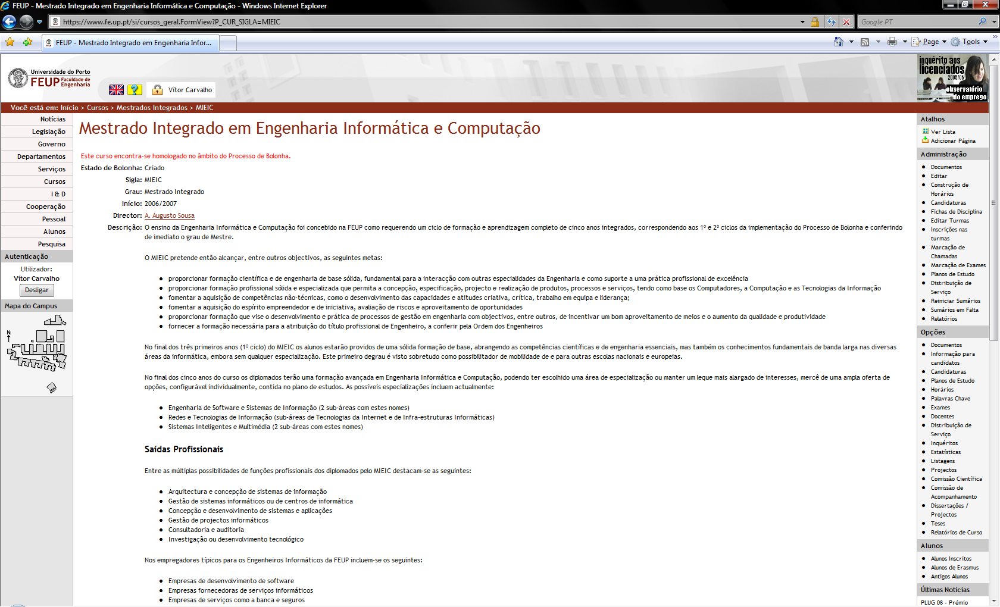 FEUP - Mestrado Integrado em Engenharia Informática e Computação - Windows Internet Explorer
https://www.fe.up.pt/si/cursos_geral.FormView?P_CUR_SIGLA=MIEIC
Google PT
FEUP - Mestrado Integrado em Engenharia Infor...
Page
Tools
Universidade do Porto
FEUP Faculdade de Engenharia
Vítor Carvalho
inquérito aos
licenciados
2005/06
observatório
do emprego
Você está em: Início > Cursos > Mestrados Integrados > MIEIC
Notícias
Legislação
Governo
Departamentos
Serviços
Cursos
I & D
Cooperação
Pessoal
Alunos
Pesquisa
Autenticação
Utilizador:
Vítor Carvalho
Desligar
Mapa do Campus
N
Mestrado Integrado em Engenharia Informática e Computação
Este curso encontra-se homologado no âmbito do Processo de Bolonha.
Estado de Bolonha: Criado
Sigla: MIEIC
Grau: Mestrado Integrado
Início: 2006/2007
Director: A. Augusto Sousa
Descrição: O ensino da Engenharia Informática e Computação foi concebido na FEUP como requerendo um ciclo de formação e aprendizagem completo de cinco anos integrados, correspondendo aos 1º e 2º ciclos da implementação do Processo de Bolonha e conferindo
de imediato o grau de Mestre.
O MIEIC pretende então alcançar, entre outros objectivos, as seguintes metas:
• proporcionar formação científica e de engenharia de base sólida, fundamental para a interacção com outras especialidades da Engenharia e como suporte a uma prática profissional de excelência
• proporcionar formação profissional sólida e especializada que permita a concepção, especificação, projecto e realização de produtos, processos e serviços, tendo como base os Computadores, a Computação e as Tecnologias da Informação
• fomentar a aquisição de competências não-técnicas, como o desenvolvimento das capacidades e atitudes criativa, crítica, trabalho em equipa e liderança;
• fomentar a aquisição do espírito empreendedor e de iniciativa, avaliação de riscos e aproveitamento de oportunidades
• proporcionar formação que vise o desenvolvimento e prática de processos de gestão em engenharia com objectivos, entre outros, de incentivar um bom aproveitamento de meios e o aumento da qualidade e produtividade
• fornecer a formação necessária para a atribuição do título profissional de Engenheiro, a conferir pela Ordem dos Engenheiros
No final dos três primeiros anos (1º ciclo) do MIEIC os alunos estarão providos de uma sólida formação de base, abrangendo as competências científicas e de engenharia essenciais, mas também os conhecimentos fundamentais de banda larga nas diversas
áreas da informática, embora sem qualquer especialização. Este primeiro degrau é visto sobretudo como possibilitador de mobilidade de e para outras escolas nacionais e europeias.
No final dos cinco anos do curso os diplomados terão uma formação avançada em Engenharia Informática e Computação, podendo ter escolhido uma área de especialização ou manter um leque mais alargado de interesses, mercê de uma ampla oferta de
opções, configurável individualmente, contida no plano de estudos. As possíveis especializações incluem actualmente:
• Engenharia de Software e Sistemas de Informação (2 sub-áreas com estes nomes)
• Redes e Tecnologias de Informação (sub-áreas de Tecnologias da Internet e de Infra-estruturas Informáticas)
• Sistemas Inteligentes e Multimédia (2 sub-áreas com estes nomes)
Saídas Profissionais
Entre as múltiplas possibilidades de funções profissionais dos diplomados pelo MIEIC destacam-se as seguintes:
• Arquitectura e concepção de sistemas de informação
• Gestão de sistemas informáticos ou de centros de informática
• Concepção e desenvolvimento de sistemas e aplicações
• Gestão de projectos informáticos
• Consultadoria e auditoria
• Investigação ou desenvolvimento tecnológico
Nos empregadores típicos para os Engenheiros Informáticos da FEUP incluem-se os seguintes:
• Empresas de desenvolvimento de software
• Empresas fornecedoras de serviços informáticos
• Empresas de serviços como a banca e seguros
Atalhos
Ver Lista
Adicionar Página
Administração
• Documentos
• Editar
• Construção de
Horários
• Candidaturas
• Fichas de Disciplina
• Editar Turmas
• Inscrições nas
turmas
• Marcação de
Chamadas
• Marcação de Exames
• Planos de Estudo
• Distribuição de
Serviço
• Reiniciar Sumários
• Sumários em Falta
• Relatórios
Opções
• Documentos
• Informação para
candidatos
• Candidaturas
• Planos de Estudo
• Horários
• Palavras Chave
• Exames
• Docentes
• Distribuição de
Serviço
• Inquéritos
• Estatísticas
• Listagens
• Projectos
• Comissão Científica
• Comissão de
Acompanhamento
• Dissertações /
Projectos
• Teses
• Relatórios de Curso
Alunos
• Alunos Inscritos
• Alunos de Erasmus
• Antigos Alunos
Últimas Notícias
PLUG 08 - Prémio